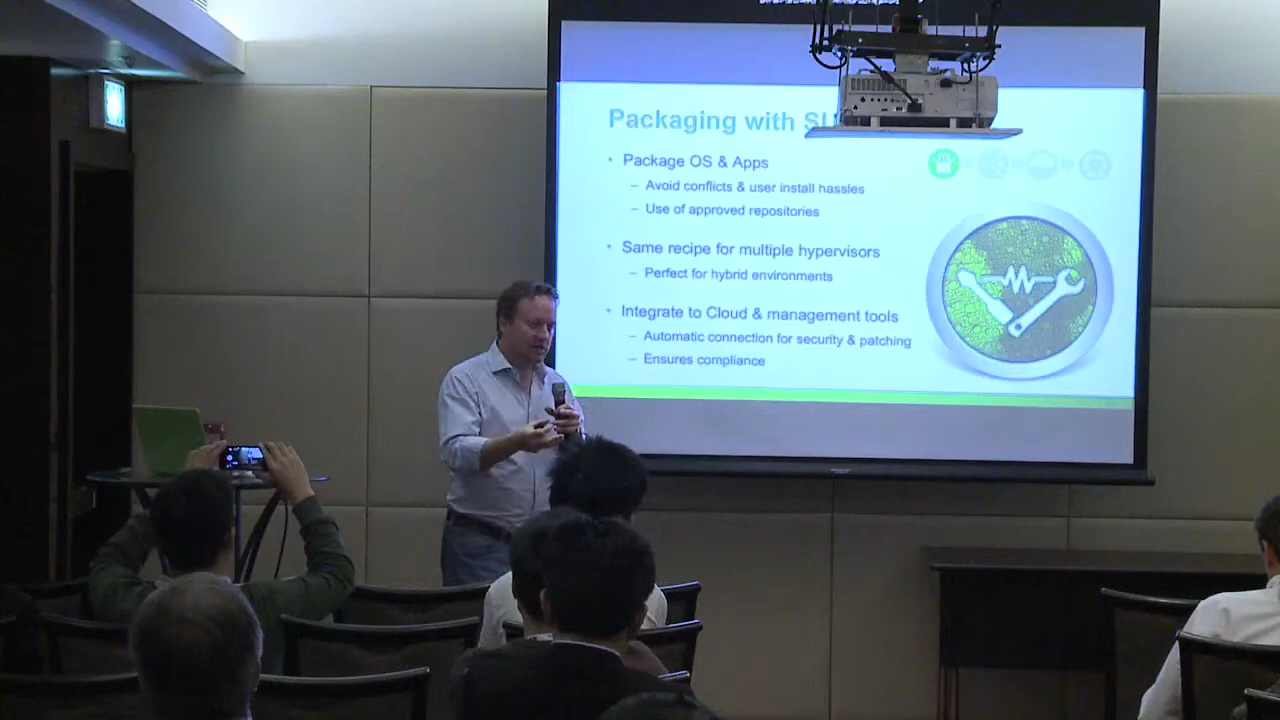 Packaging with
• Package OS & Apps
– Avoid conflicts & user install hassles
– Use of approved repositories
• Same recipe for multiple hypervisors
– Perfect for hybrid environments
• Integrate to Cloud & management tools
– Automatic connection for security & patching
– Ensures compliance